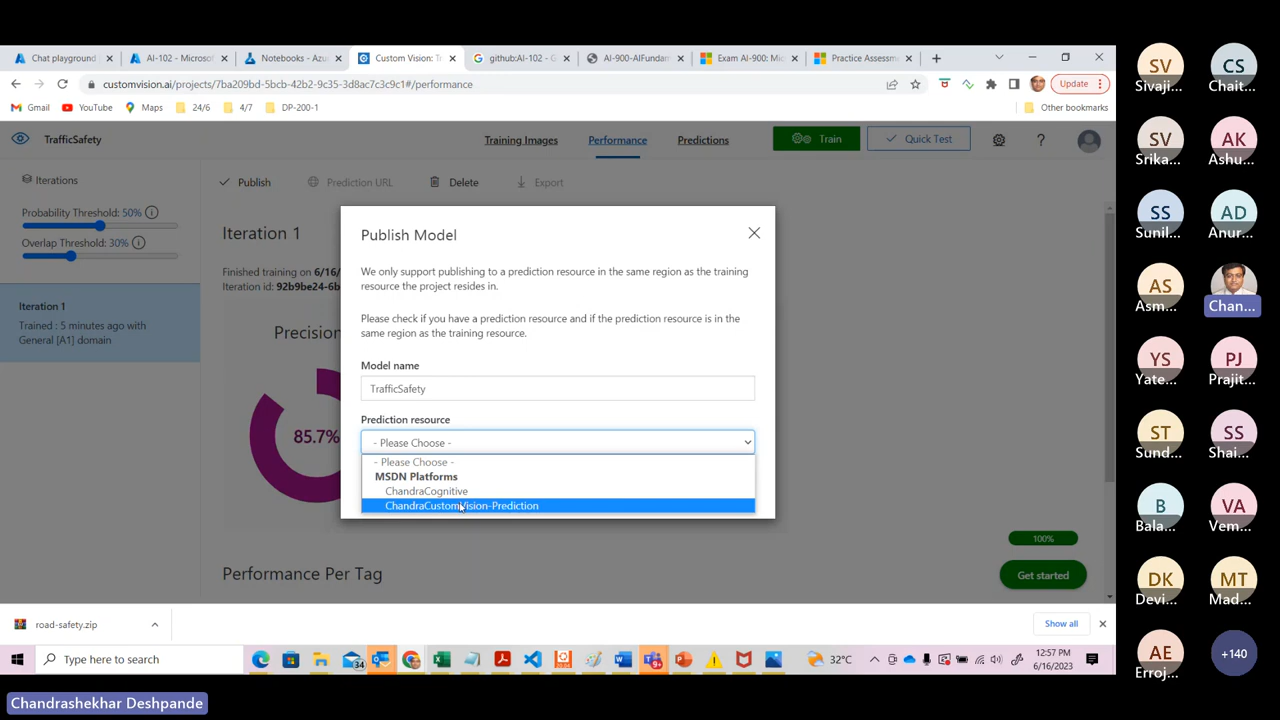 Chat playground
AI-102 - Microsof
Notebooks - Azur
Custom Vision: Tr
github:AI-102 - G
AI-900-AIFundam
Exam AI-900: Mic
Practice Assessm
customvision.ai/projects/7ba209bd-5bcb-42b2-9c35-3d8ac7c3c9c1#/performance
Update
Gmail
YouTube
Maps
24/6
4/7
DP-200-1
Other bookmarks
TrafficSafety
Training Images
Performance
Predictions
Train
Quick Test
?
Iterations
Publish
Prediction URL
Delete
Export
Probability Threshold: 50%
Overlap Threshold: 30%
Iteration 1
Trained : 5 minutes ago with
General [A1] domain
Iteration 1
Finished training on 6/16/
Iteration id: 92b9be24-6b
Precision
85.7%
Publish Model
We only support publishing to a prediction resource in the same region as the training
resource the project resides in.
Please check if you have a prediction resource and if the prediction resource is in the
same region as the training resource.
Model name
TrafficSafety
Prediction resource
- Please Choose -
- Please Choose -
MSDN Platforms
ChandraCognitive
ChandraCustomVision-Prediction
100%
Get started
Performance Per Tag
road-safety.zip
Show all
Type here to search
34
9+
32°C
12:57 PM
6/16/2023
SV
Sivaji...
CS
Chait...
SV
Srika...
AK
Ashu...
SS
Sunil...
AD
Anur...
AS
Asm...
Chan...
YS
Yate...
PJ
Prajit...
ST
Sund...
SS
Shai...
B
Bala...
VA
Vem...
DK
Devi...
MT
Mad...
AE
Erroj...
+140
Chandrashekhar Deshpande